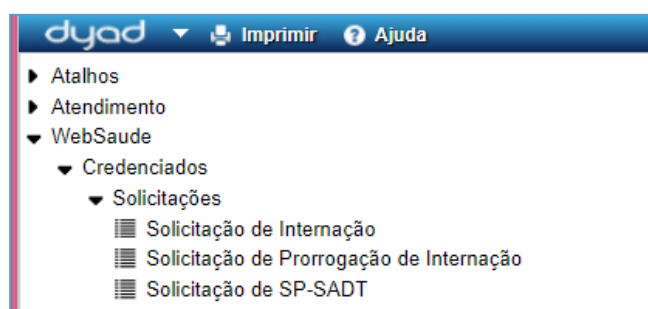 dyad Imprimir Ajuda
Atalhos
Atendimento
WebSaude
Credenciados
Solicitações
Solicitação de Internação
Solicitação de Prorrogação de Internação
Solicitação de SP-SADT